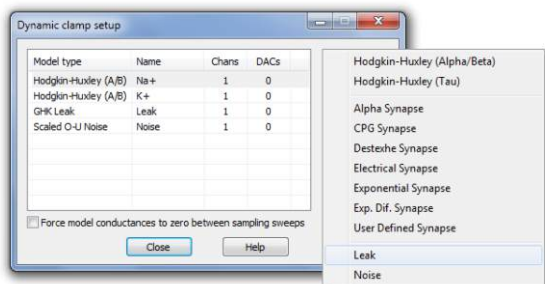 Dynamic clamp setup
Model type Name Chans DACs
Hodgkin-Huxley (A/B) Na+ 1 0
Hodgkin-Huxley (A/B) K+ 1 0
GHK Leak Leak 1 0
Scaled O-U Noise Noise 1 0
Force model conductances to zero between sampling sweeps
Close Help
Hodgkin-Huxley (Alpha/Beta)
Hodgkin-Huxley (Tau)
Alpha Synapse
CPG Synapse
Destexhe Synapse
Electrical Synapse
Exponential Synapse
Exp. Dif. Synapse
User Defined Synapse
Leak
Noise